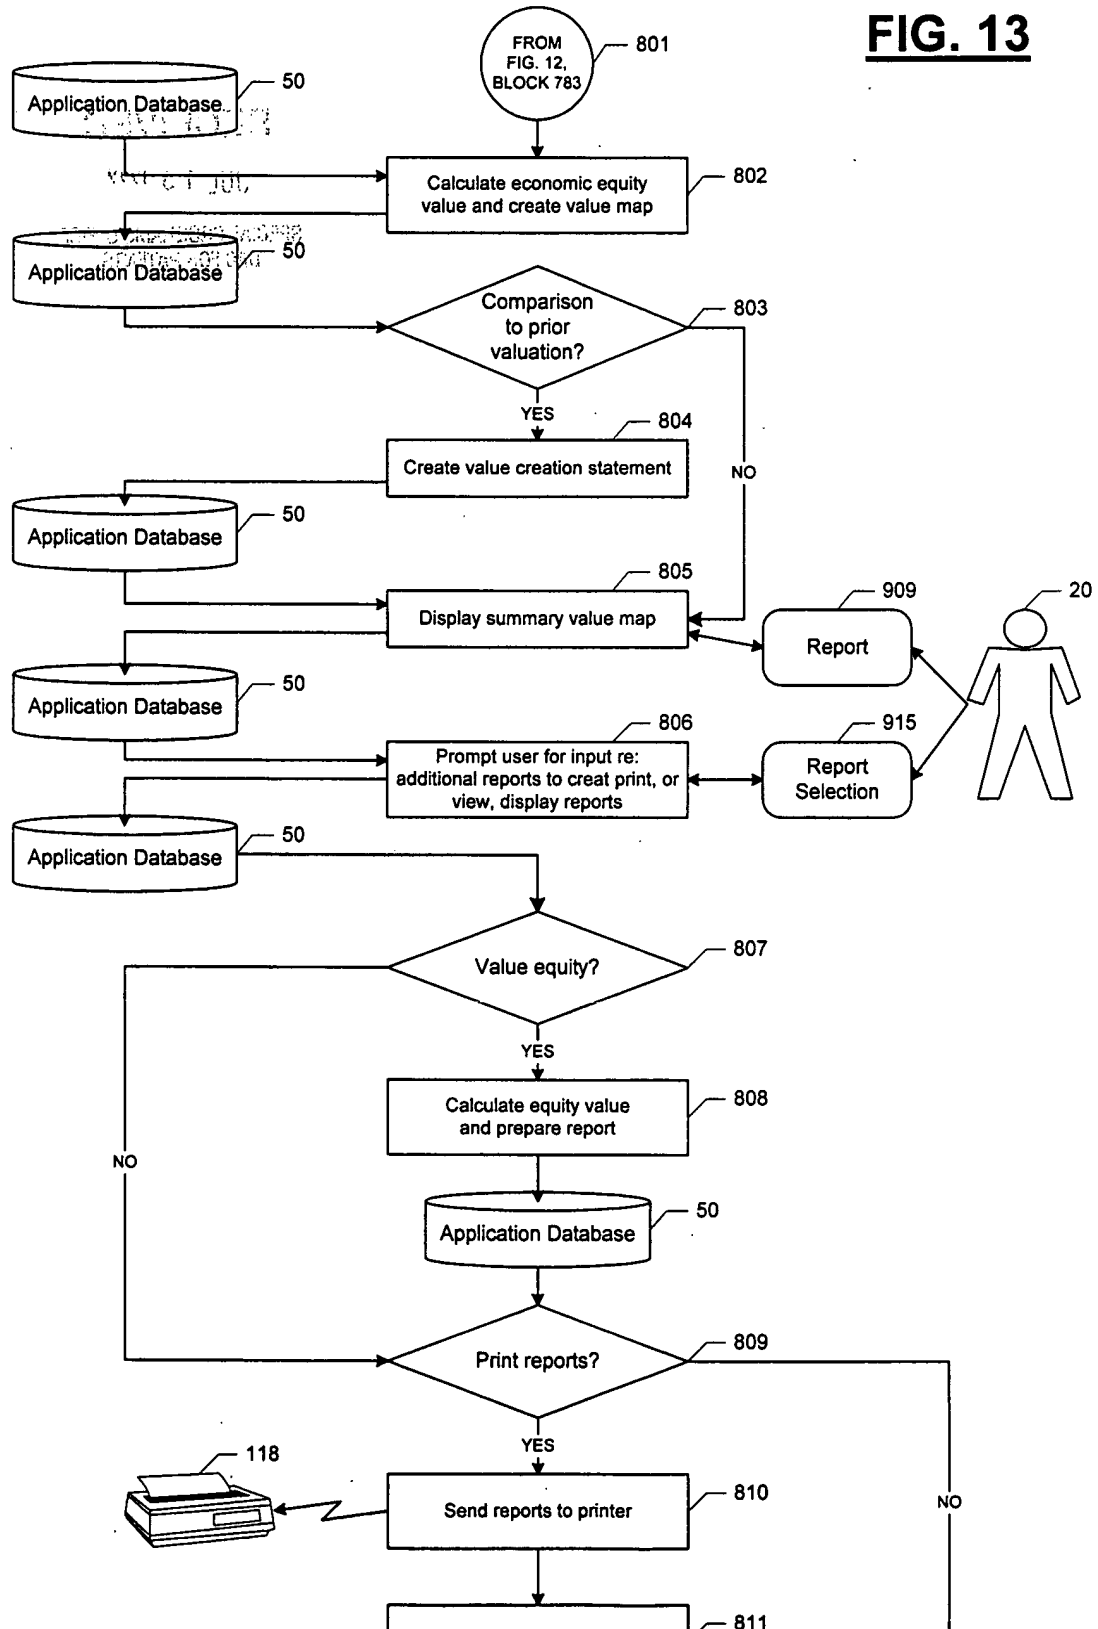 FIG. 13
FROM
FIG. 12,
BLOCK 783
801
Application Database
50
Calculate economic equity
value and create value map
802
Application Database
50
Comparison
to prior
valuation?
803
YES
NO
804
Create value creation statement
Application Database
50
805
Display summary value map
909
Report
20
Application Database
50
806
Prompt user for input re:
additional reports to creat print, or
view, display reports
915
Report
Selection
Application Database
50
Value equity?
807
YES
NO
Calculate equity value
and prepare report
808
Application Database
50
Print reports?
809
YES
NO
118
Send reports to printer
810
811